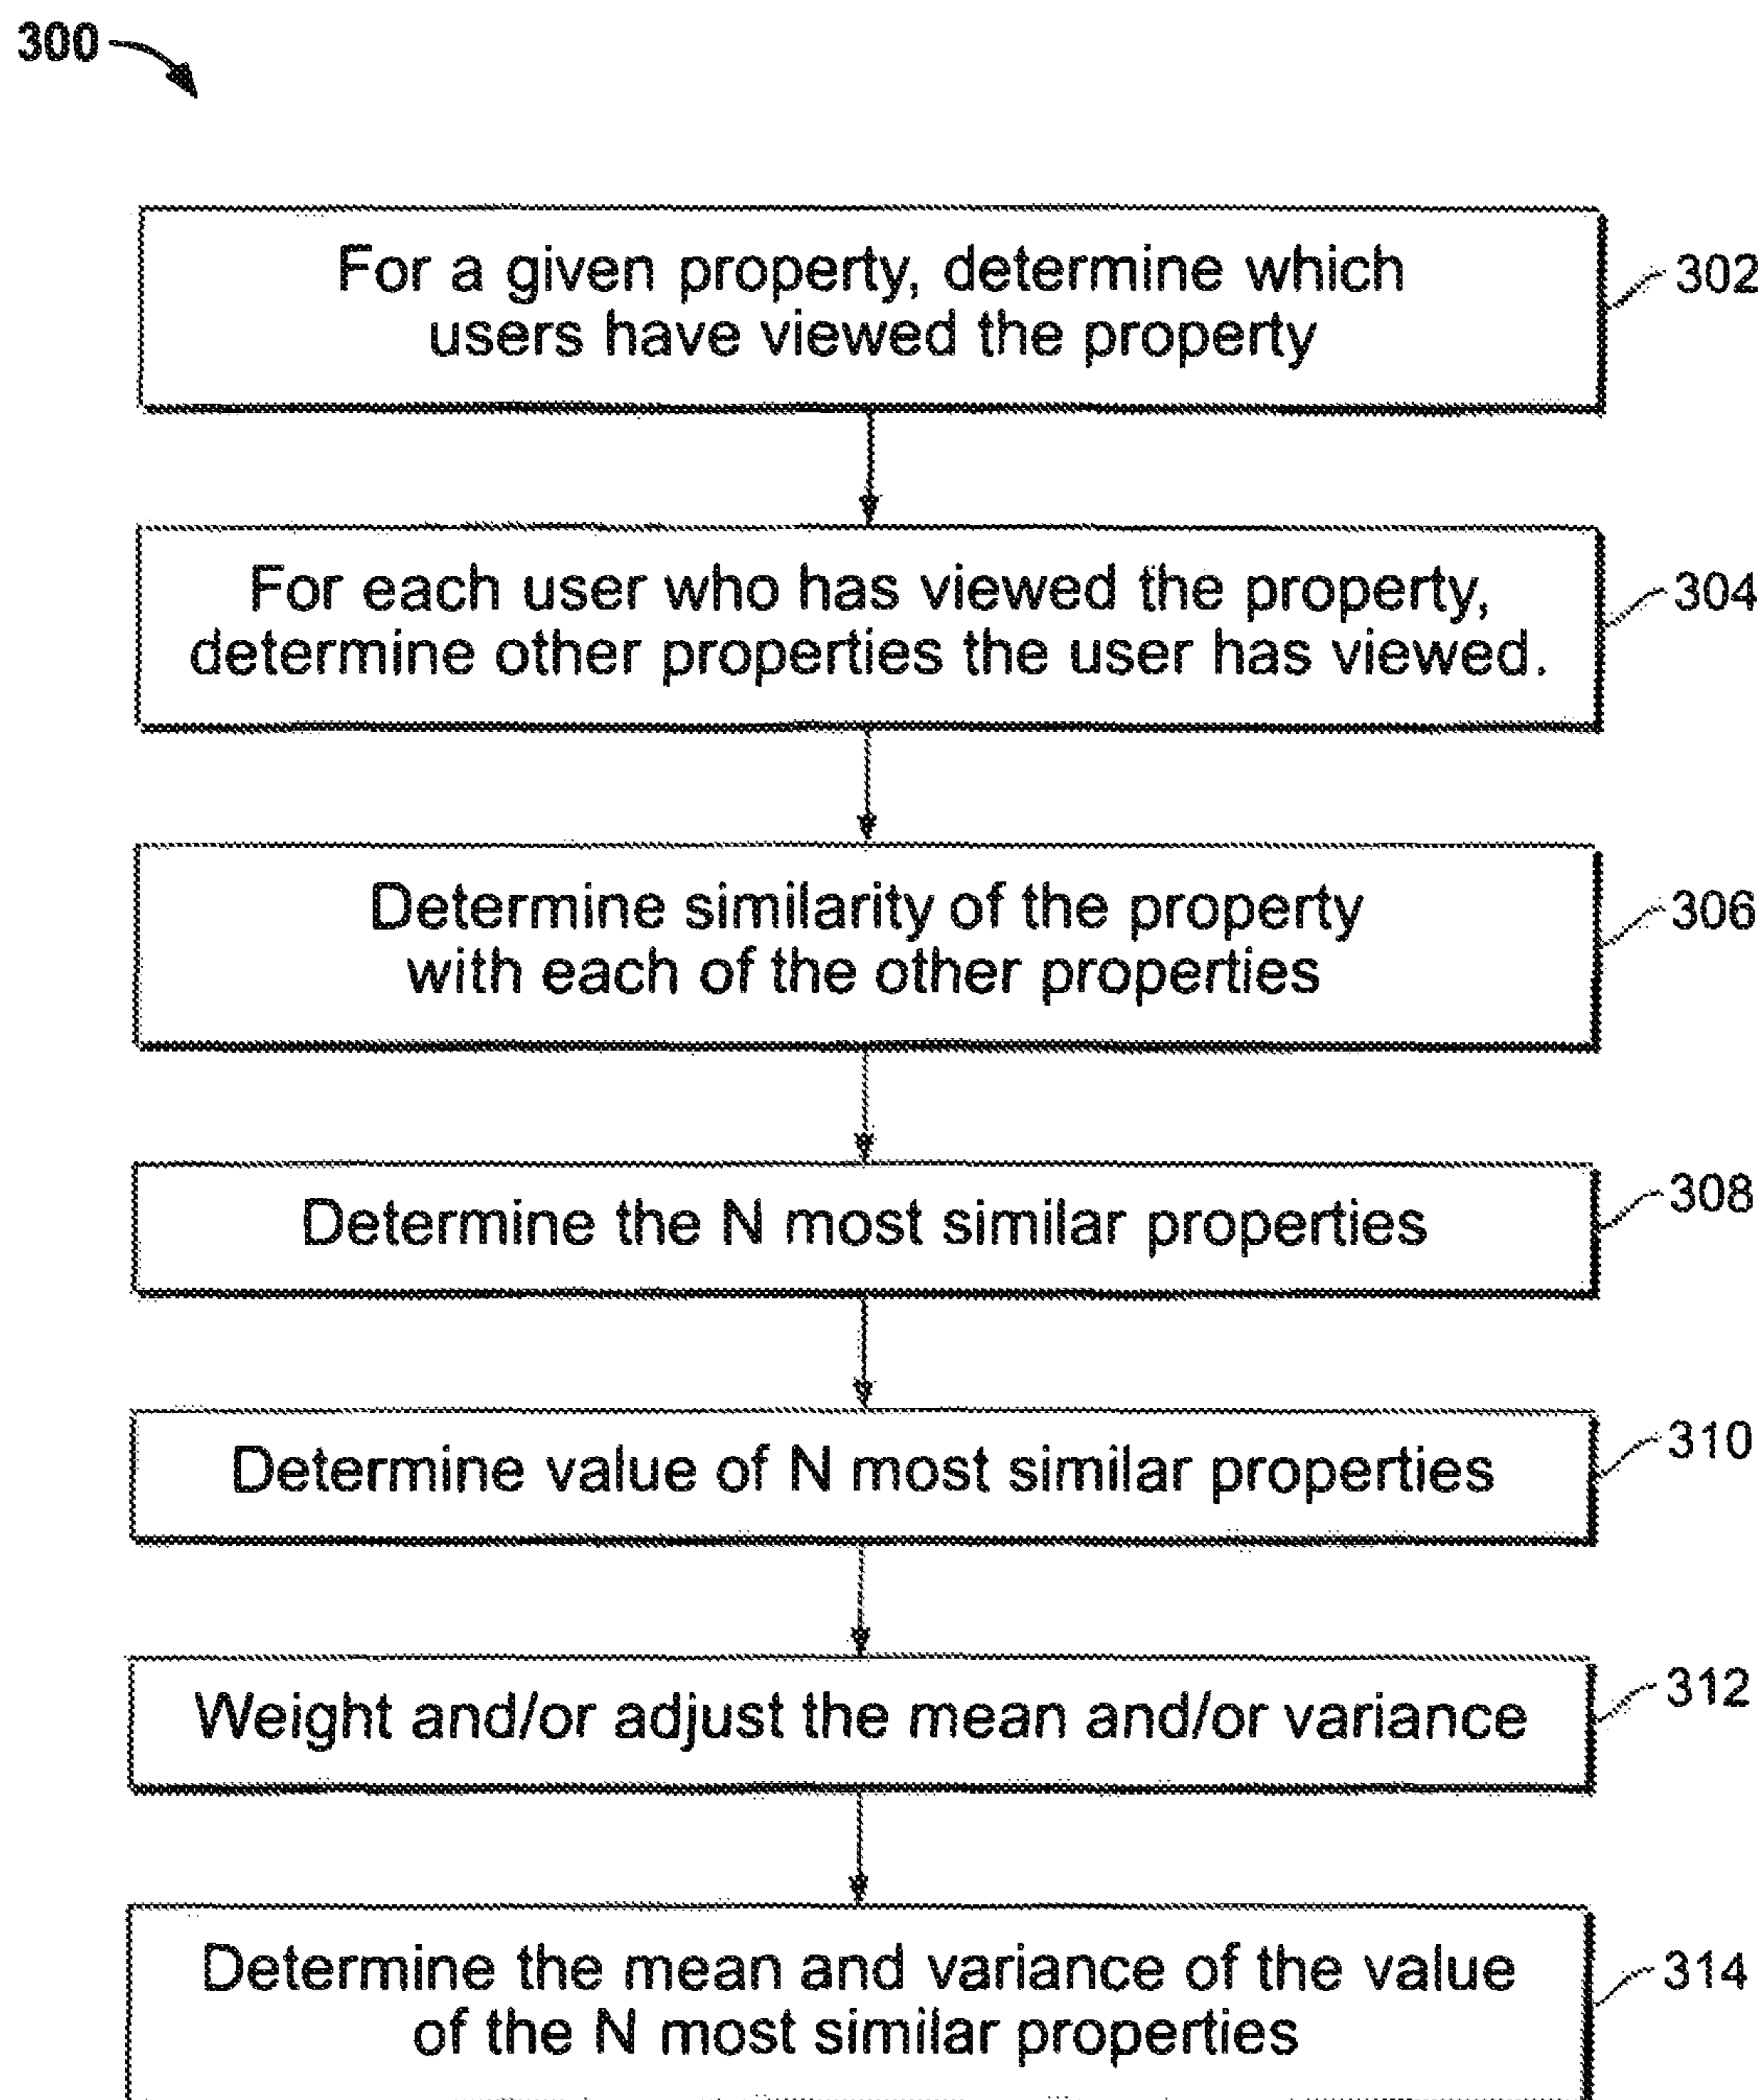 300
For a given property, determine which
users have viewed the property
302
For each user who has viewed the property,
determine other properties the user has viewed.
304
Determine similarity of the property
with each of the other properties
306
Determine the N most similar properties
308
Determine value of N most similar properties
310
Weight and/or adjust the mean and/or variance
312
Determine the mean and variance of the value
of the N most similar properties
314